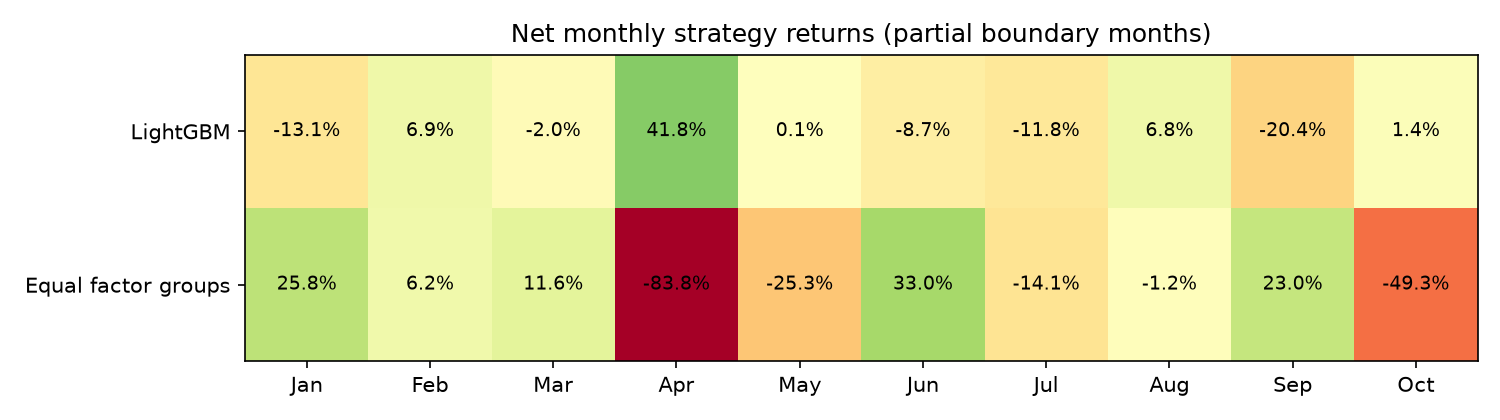 Net monthly strategy returns (partial boundary months)
LightGBM -13.1% 6.9% -2.0% 41.8% 0.1% -8.7% -11.8% 6.8% -20.4% 1.4%
Equal factor groups 25.8% 6.2% 11.6% -83.8% -25.3% 33.0% -14.1% -1.2% 23.0% -49.3%
Jan Feb Mar Apr May Jun Jul Aug Sep Oct